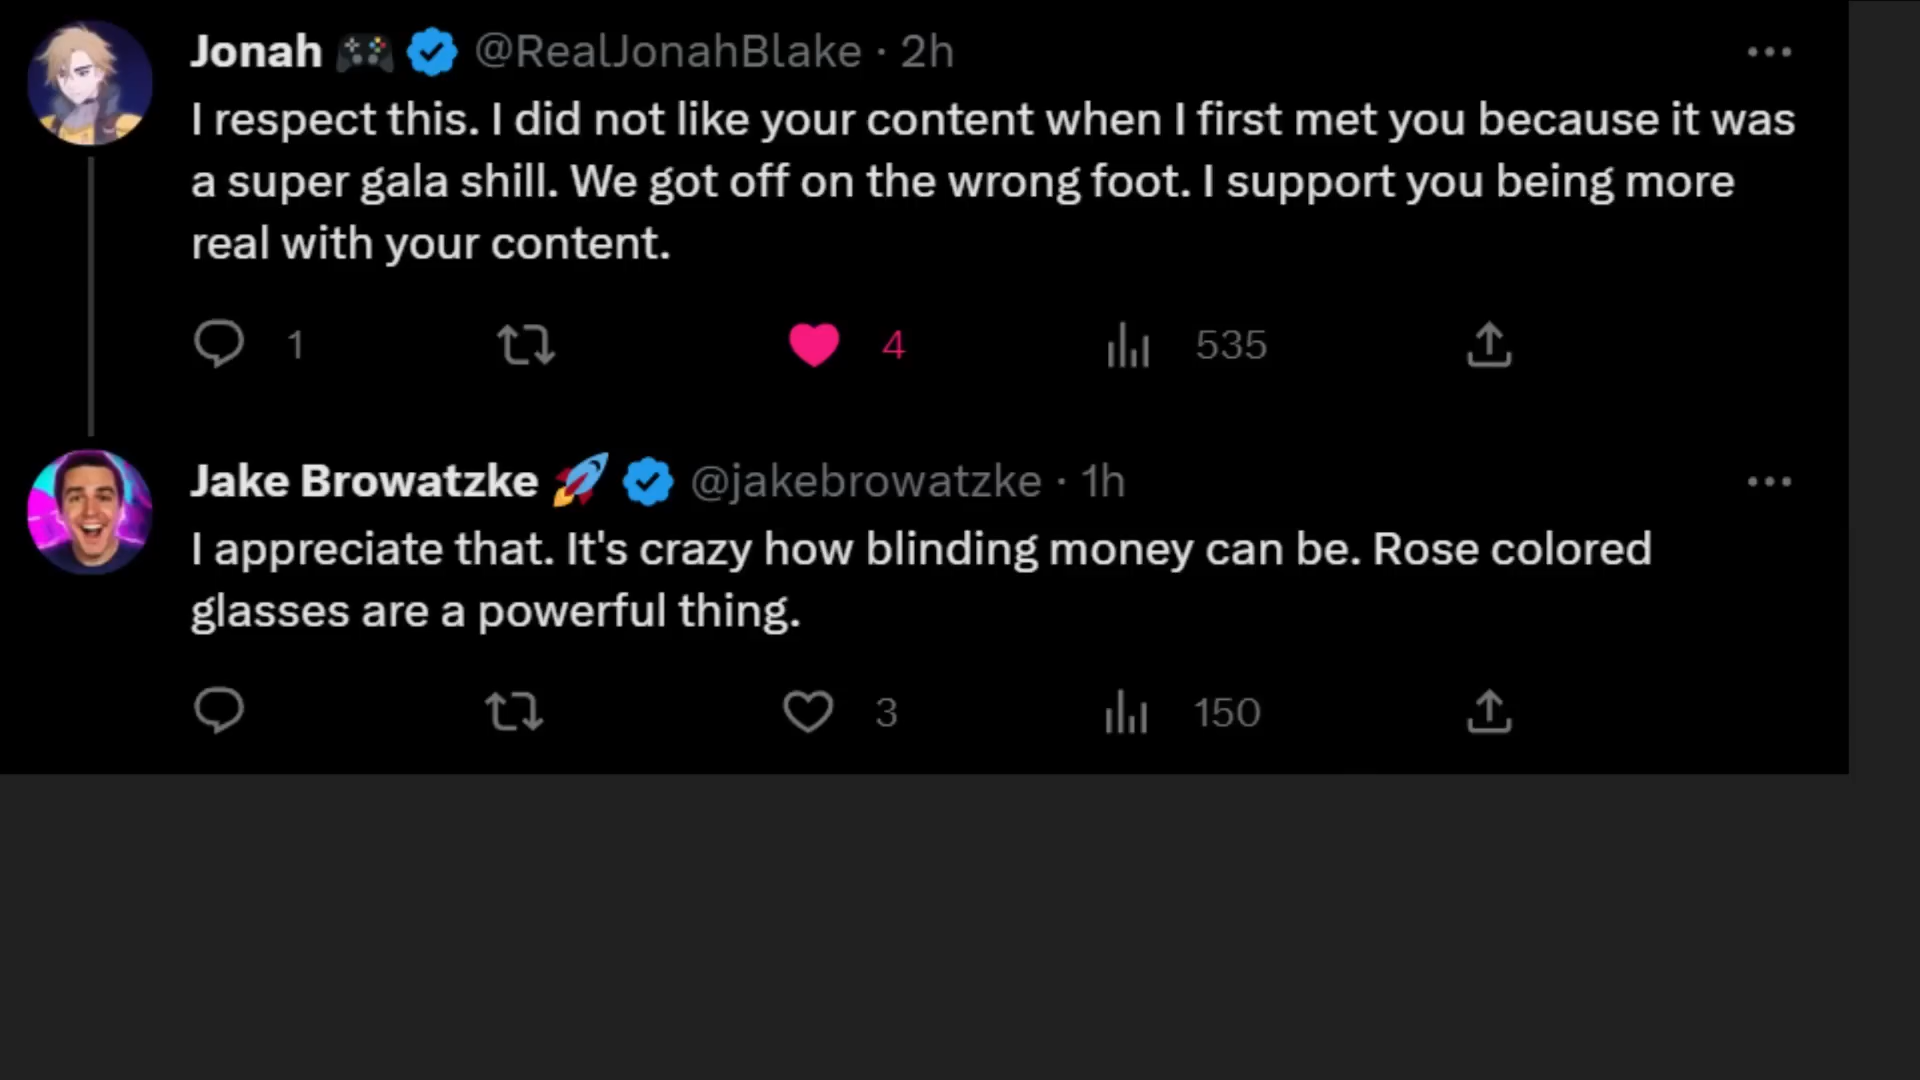 Jonah 🎮 @RealJonahBlake · 2h
I respect this. I did not like your content when I first met you because it was
a super gala shill. We got off on the wrong foot. I support you being more
real with your content.
1 4 535
Jake Browatzke 🚀 @jakebrowatzke · 1h
I appreciate that. It's crazy how blinding money can be. Rose colored
glasses are a powerful thing.
3 150